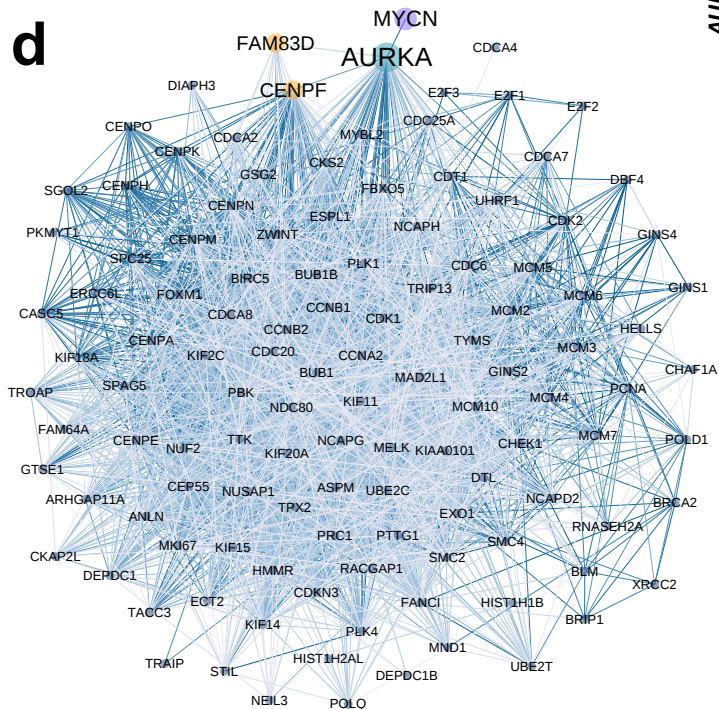 d
MYCN
FAM83D
AURKA
CDCA4
DIAPH3
CENPF
E2F3
E2F1
E2F2
CENPO
CDCA2
MYBL2
CDC25A
CENPK
CKS2
CDCA7
GSG2
FBXO5
CDT1
DBF4
SGOL2
CENPH
UHRF1
CENPN
ESPL1
NCAPH
CDK2
PKMYT1
CENPM
ZWINT
GINS4
SPC25
PLK1
CDC6
MCM5
BIRC5
BUB1B
ERCC6L
FOXM1
TRIP13
MCM6
GINS1
CASC5
CDCA8
CCNB1
CDK1
MCM2
HELLS
CENPA
CCNB2
TYMS
MCM3
KIF18A
KIF2C
CDC20
CCNA2
GINS2
CHAF1A
BUB1
MAD2L1
TROAP
SPAG5
PBK
PCNA
NDC80
KIF11
MCM10
MCM4
FAM64A
CENPE
NUF2
TTK
NCAPG
MCM7
POLD1
KIF20A
MELK
KIAA0101
CHEK1
GTSE1
CEP55
NUSAP1
ASPM
UBE2C
DTL
ARHGAP11A
TPX2
NCAPD2
BRCA2
ANLN
EXO1
RNASEH2A
MKI67
KIF15
PRC1
PTTG1
SMC4
CKAP2L
SMC2
DEPDC1
HMMR
RACGAP1
BLM
XRCC2
TACC3
ECT2
CDKN3
FANCI
HIST1H1B
KIF14
PLK4
BRIP1
TRAIP
STIL
HIST1H2AL
MND1
DEPDC1B
UBE2T
NEIL3
POLQ